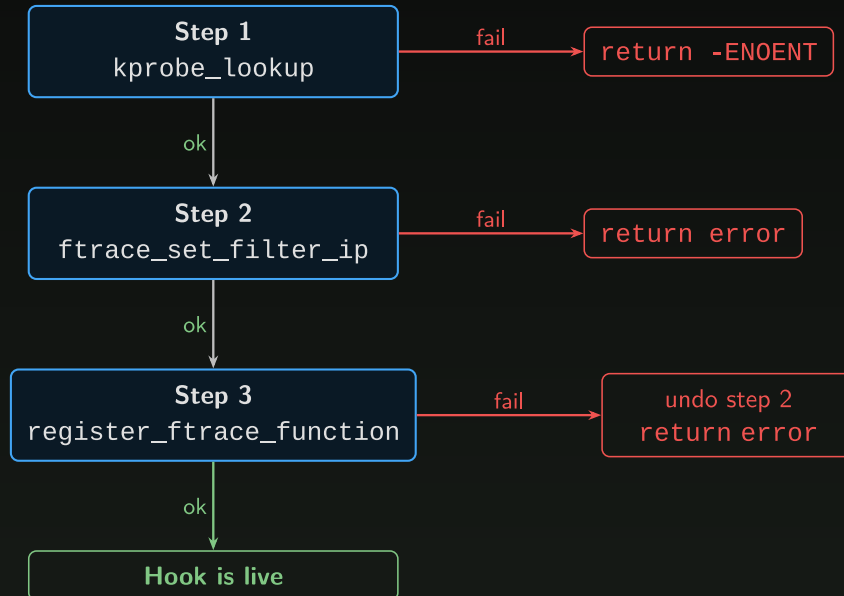 Step 1
kprobe_lookup
fail
return -ENOENT
ok
Step 2
ftrace_set_filter_ip
fail
return error
ok
Step 3
register_ftrace_function
fail
undo step 2
return error
ok
Hook is live